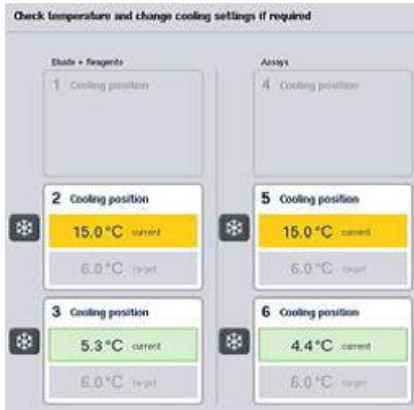 Check temperature and change cooling settings if required
Eluate + Reagents
1 Cooling position
2 Cooling position
15.0 °C current
6.0 °C target
3 Cooling position
5.3 °C current
6.0 °C target
Assays
4 Cooling position
5 Cooling position
15.0 °C current
6.0 °C target
6 Cooling position
4.4 °C current
6.0 °C target